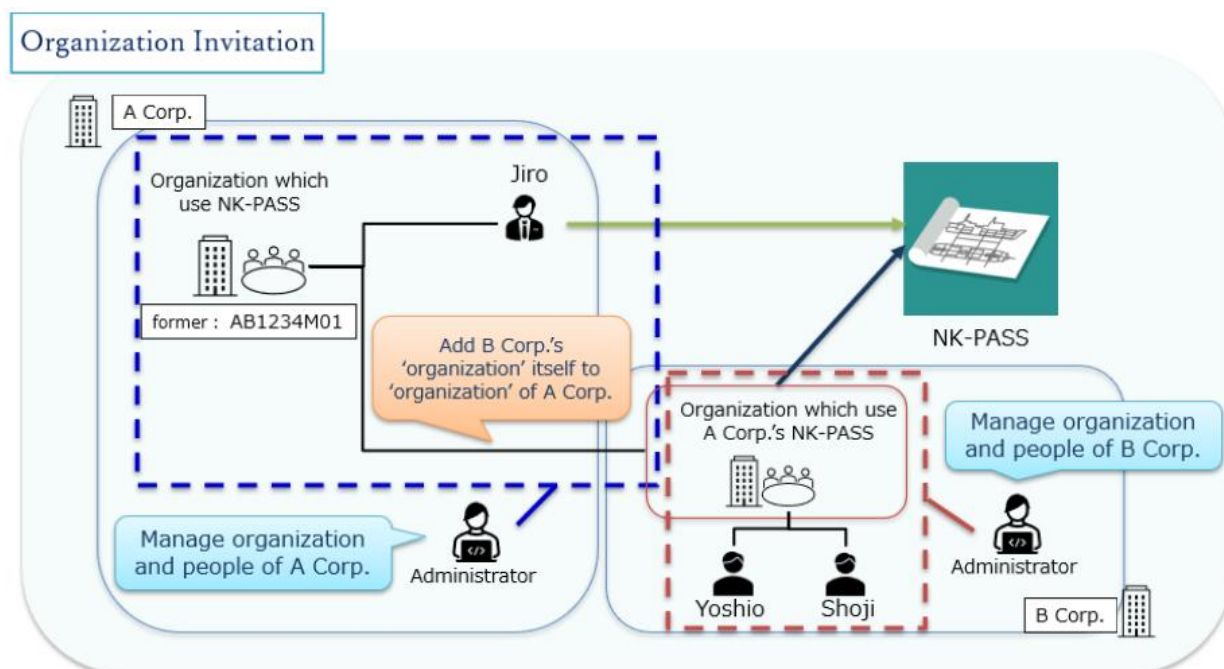 Organization Invitation
A Corp.
Organization which
use NK-PASS
Jiro
former : AB1234M01
Add B Corp.'s
'organization' itself to
'organization' of A Corp.
NK-PASS
Organization which use
A Corp.'s NK-PASS
Manage organization
and people of B Corp.
Manage organization
and people of A Corp.
Administrator
Administrator
Yoshio
Shoji
B Corp.